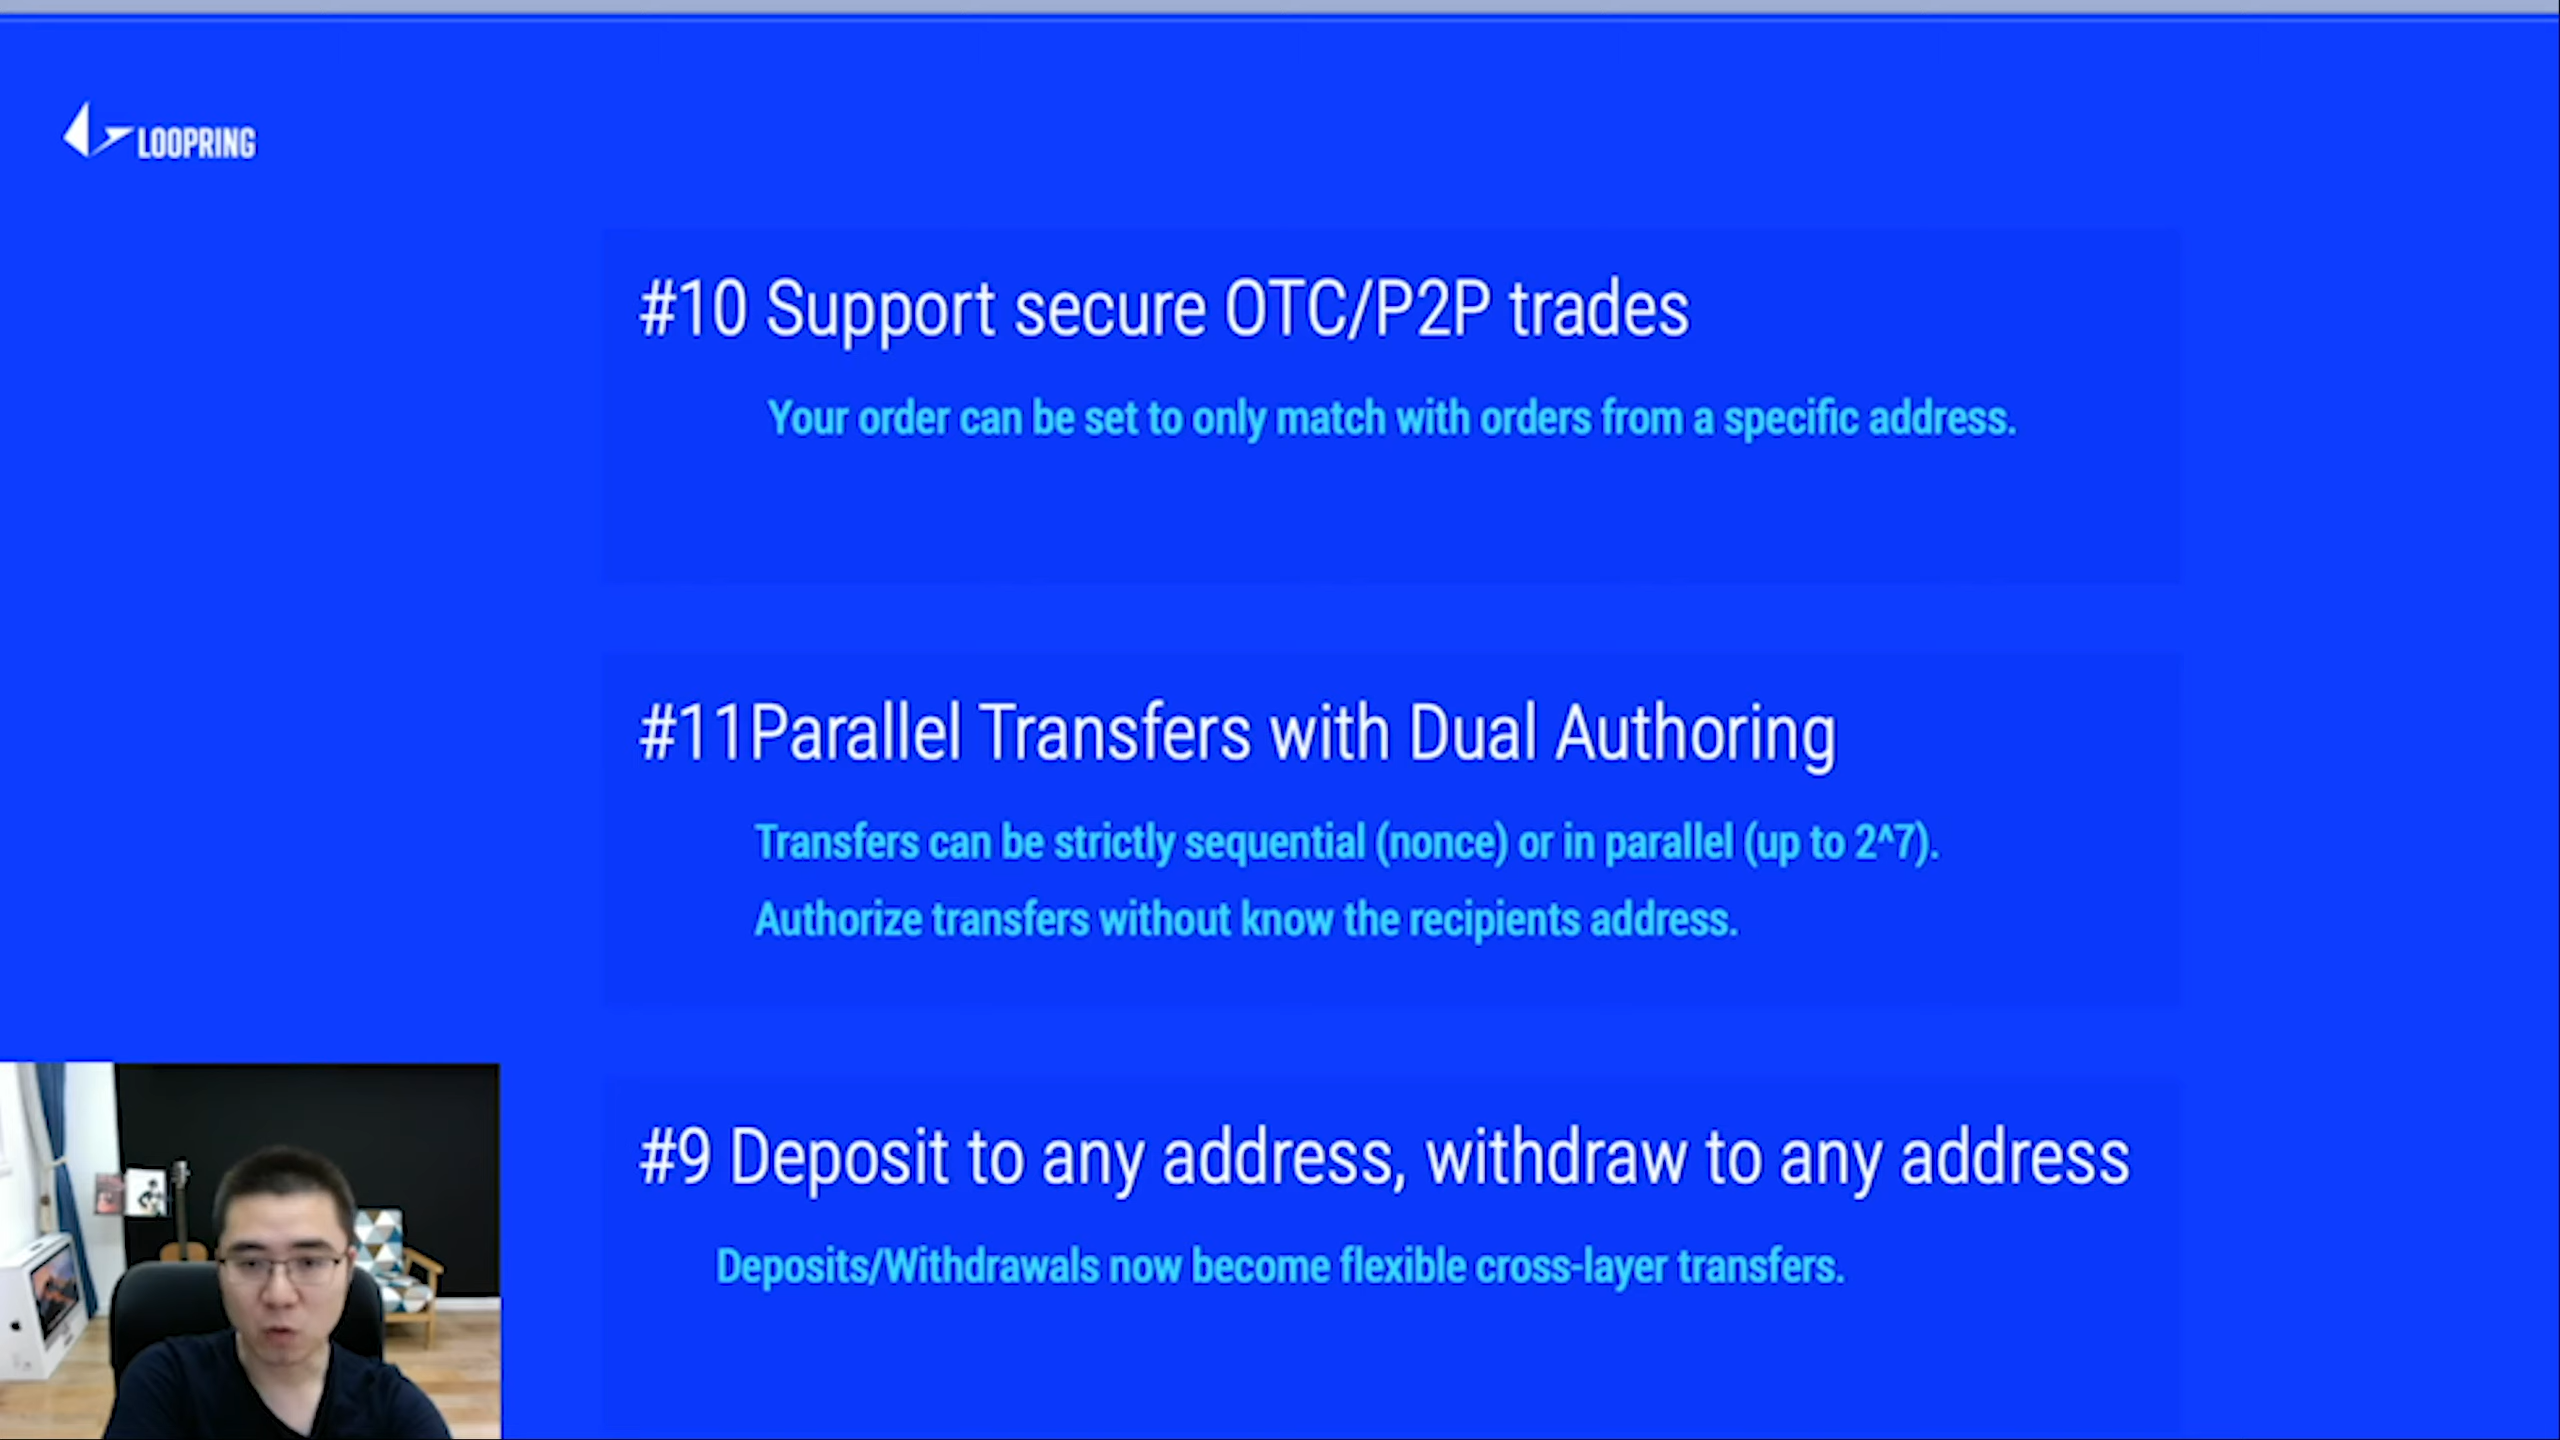 LOOPRING
#10 Support secure OTC/P2P trades
Your order can be set to only match with orders from a specific address.
#11Parallel Transfers with Dual Authoring
Transfers can be strictly sequential (nonce) or in parallel (up to 2^7).
Authorize transfers without know the recipients address.
#9 Deposit to any address, withdraw to any address
Deposits/Withdrawals now become flexible cross-layer transfers.